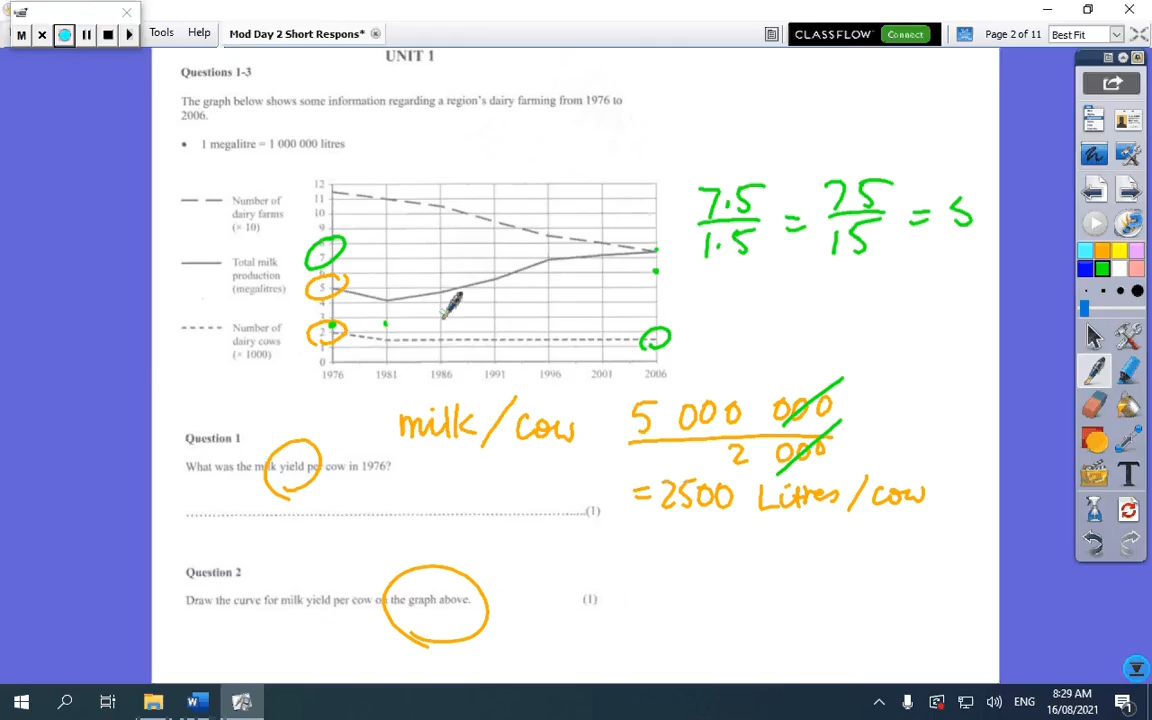 M
Tools Help Mod Day 2 Short Respons*
CLASSFLOW Connect Page 2 of 11 Best Fit
UNIT 1
Questions 1-3
The graph below shows some information regarding a region's dairy farming from 1976 to
2006.
• 1 megalitre = 1 000 000 litres
Number of
dairy farms
(× 10)
Total milk
production
(megalitres)
Number of
dairy cows
(× 1000)
12
11
10
9
7
5
4
3
2
1
0
1976 1981 1986 1991 1996 2001 2006
7.5 / 1.5 = 75 / 15 = 5
milk/cow
5 000 000
2 000
= 2500 Litres/cow
Question 1
What was the milk yield per cow in 1976?
(1)
Question 2
Draw the curve for milk yield per cow on the graph above. (1)
T
ENG
8:29 AM
16/08/2021
1